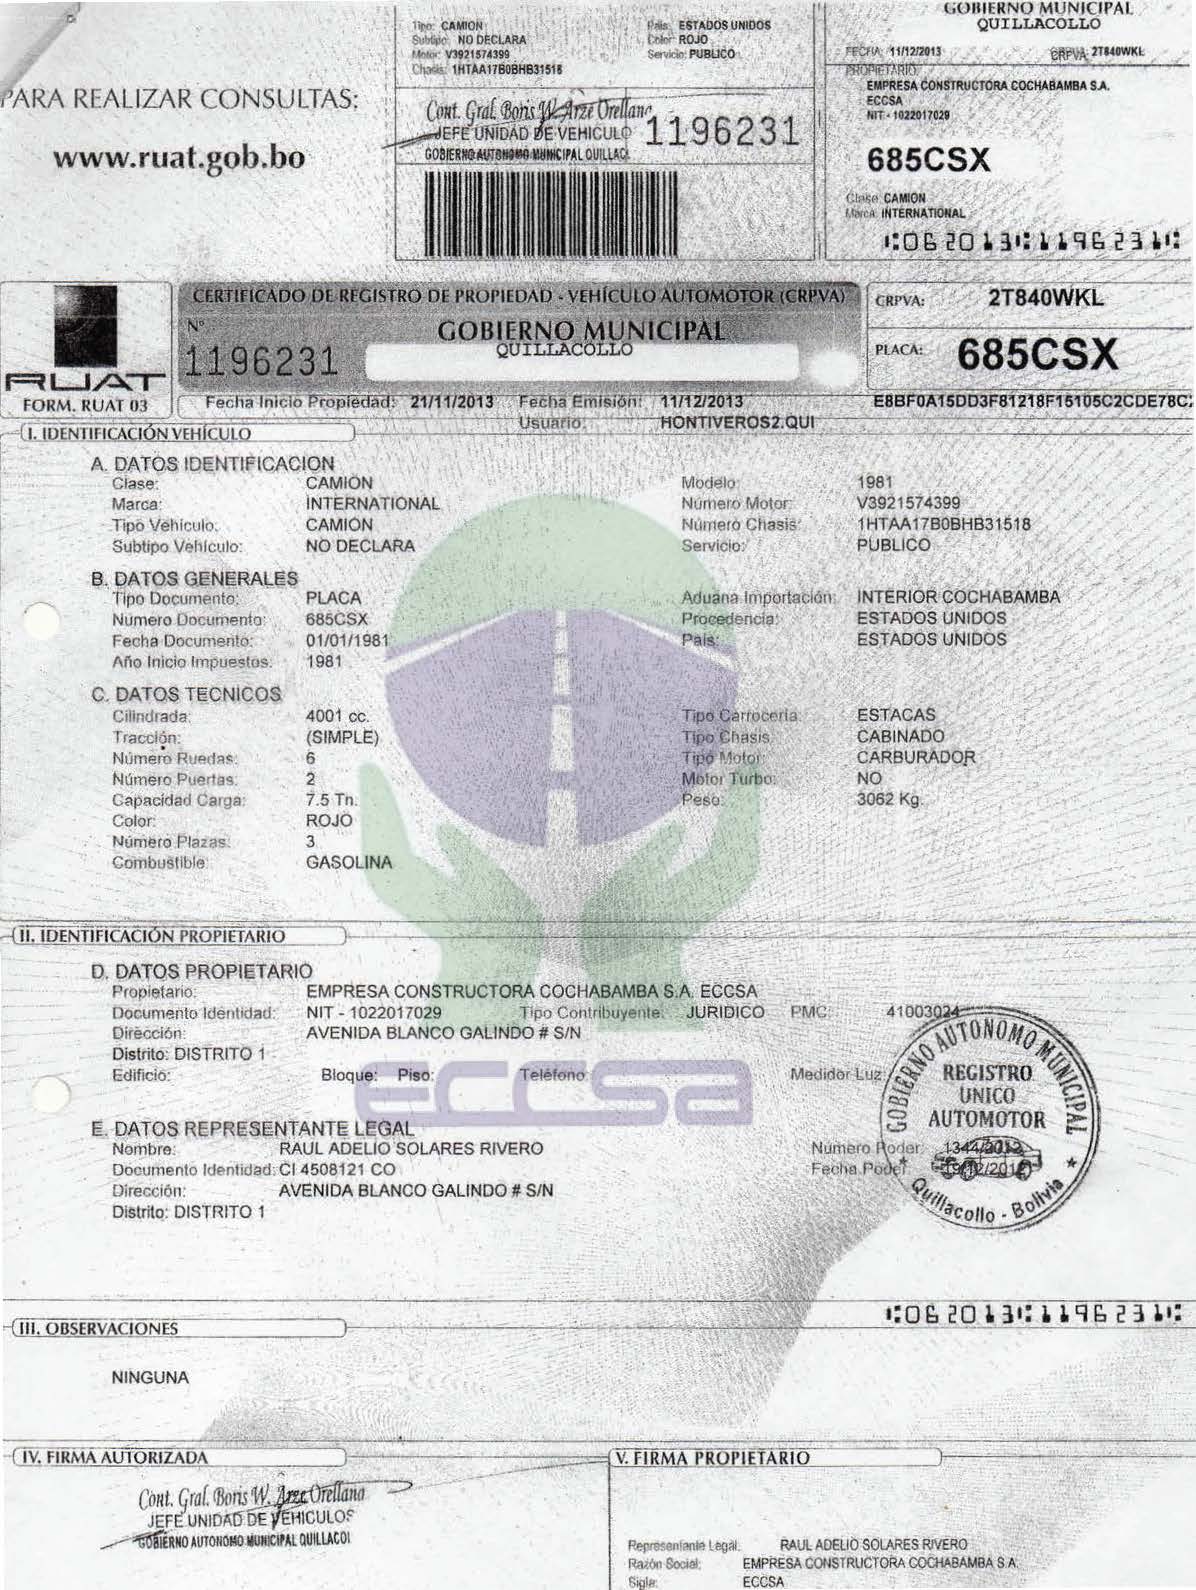 PARA REALIZAR CONSULTAS:
www.ruat.gob.bo
Tipo: CAMION
Subtipo: NO DECLARA
Motor: V3921574399
Chasis: 1HTAA17B0BHB31518
País: ESTADOS UNIDOS
Color: ROJO
Servicio: PUBLICO
Cont. Gral. Boris W. Arze Orellana
JEFE UNIDAD DE VEHICULO
GOBIERNO AUTONOMO MUNICIPAL QUILLACOL
1196231
GOBIERNO MUNICIPAL
QUILLACOLLO
FECHA: 11/12/2013 CRPVA: 2T840WKL
PROPIETARIO:
EMPRESA CONSTRUCTORA COCHABAMBA S.A.
ECCSA
NIT - 1022017029
685CSX
Clase: CAMION
Marca: INTERNATIONAL
⑆062013⑆1196231⑆
RUAT
FORM. RUAT 03
CERTIFICADO DE REGISTRO DE PROPIEDAD - VEHÍCULO AUTOMOTOR (CRPVA)
N° 1196231
GOBIERNO MUNICIPAL
QUILLACOLLO
CRPVA: 2T840WKL
PLACA: 685CSX
Fecha Inicio Propiedad: 21/11/2013 Fecha Emisión: 11/12/2013 E8BF0A15DD3F81218F15105C2CDE78C
Usuario: HONTIVEROS2.QUI
I. IDENTIFICACIÓN VEHÍCULO
A. DATOS IDENTIFICACION
Clase: CAMION Modelo: 1981
Marca: INTERNATIONAL Número Motor: V3921574399
Tipo Vehículo: CAMION Número Chasis: 1HTAA17B0BHB31518
Subtipo Vehículo: NO DECLARA Servicio: PUBLICO
B. DATOS GENERALES
Tipo Documento: PLACA Aduana Importación: INTERIOR COCHABAMBA
Número Documento: 685CSX Procedencia: ESTADOS UNIDOS
Fecha Documento: 01/01/1981 País: ESTADOS UNIDOS
Año Inicio Impuestos: 1981
C. DATOS TECNICOS
Cilindrada: 4001 cc. Tipo Carrocería: ESTACAS
Tracción: (SIMPLE) Tipo Chasis: CABINADO
Número Ruedas: 6 Tipo Motor: CARBURADOR
Número Puertas: 2 Motor Turbo: NO
Capacidad Carga: 7.5 Tn. Peso: 3062 Kg.
Color: ROJO
Número Plazas: 3
Combustible: GASOLINA
II. IDENTIFICACIÓN PROPIETARIO
D. DATOS PROPIETARIO
Propietario: EMPRESA CONSTRUCTORA COCHABAMBA S.A. ECCSA
Documento Identidad: NIT - 1022017029 Tipo Contribuyente: JURIDICO PMC: 41003024
Dirección: AVENIDA BLANCO GALINDO # S/N
Distrito: DISTRITO 1
Edificio: Bloque: Piso: Teléfono: Medidor Luz:
eccsa
GOBIERNO AUTONOMO MUNICIPAL
REGISTRO
UNICO
AUTOMOTOR
Quillacollo - Bolivia
E. DATOS REPRESENTANTE LEGAL
Nombre: RAUL ADELIO SOLARES RIVERO Número Poder: 1344/2012
Documento Identidad: CI 4508121 CO Fecha Poder: 19/12/2012
Dirección: AVENIDA BLANCO GALINDO # S/N
Distrito: DISTRITO 1
⑆062013⑆1196231⑆
III. OBSERVACIONES
NINGUNA
IV. FIRMA AUTORIZADA
Cont. Gral. Boris W. Arze Orellana
JEFE UNIDAD DE VEHICULOS
GOBIERNO AUTONOMO MUNICIPAL QUILLACOL
V. FIRMA PROPIETARIO
Representante Legal: RAUL ADELIO SOLARES RIVERO
Razón Social: EMPRESA CONSTRUCTORA COCHABAMBA S.A.
Sigla: ECCSA